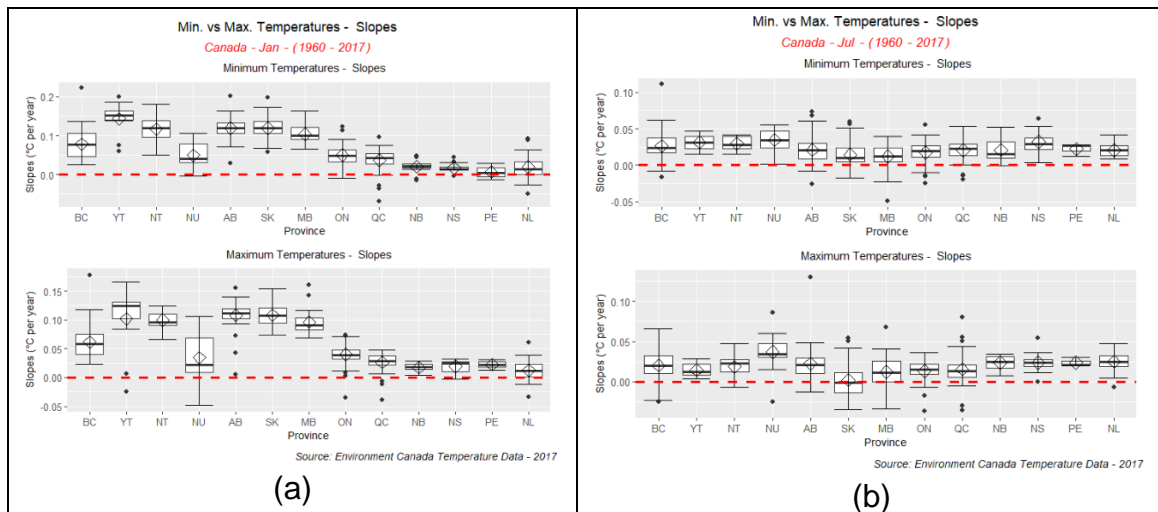 Min. vs Max. Temperatures - Slopes
Canada - Jan - (1960 - 2017)
Minimum Temperatures - Slopes
Slopes (°C per year)
0.2
0.1
0.0
BC YT NT NU AB SK MB ON QC NB NS PE NL
Province
Maximum Temperatures - Slopes
Slopes (°C per year)
0.15
0.10
0.05
0.00
-0.05
BC YT NT NU AB SK MB ON QC NB NS PE NL
Province
Source: Environment Canada Temperature Data - 2017
(a)
Min. vs Max. Temperatures - Slopes
Canada - Jul - (1960 - 2017)
Minimum Temperatures - Slopes
Slopes (°C per year)
0.10
0.05
0.00
-0.05
BC YT NT NU AB SK MB ON QC NB NS PE NL
Province
Maximum Temperatures - Slopes
Slopes (°C per year)
0.10
0.05
0.00
BC YT NT NU AB SK MB ON QC NB NS PE NL
Province
Source: Environment Canada Temperature Data - 2017
(b)